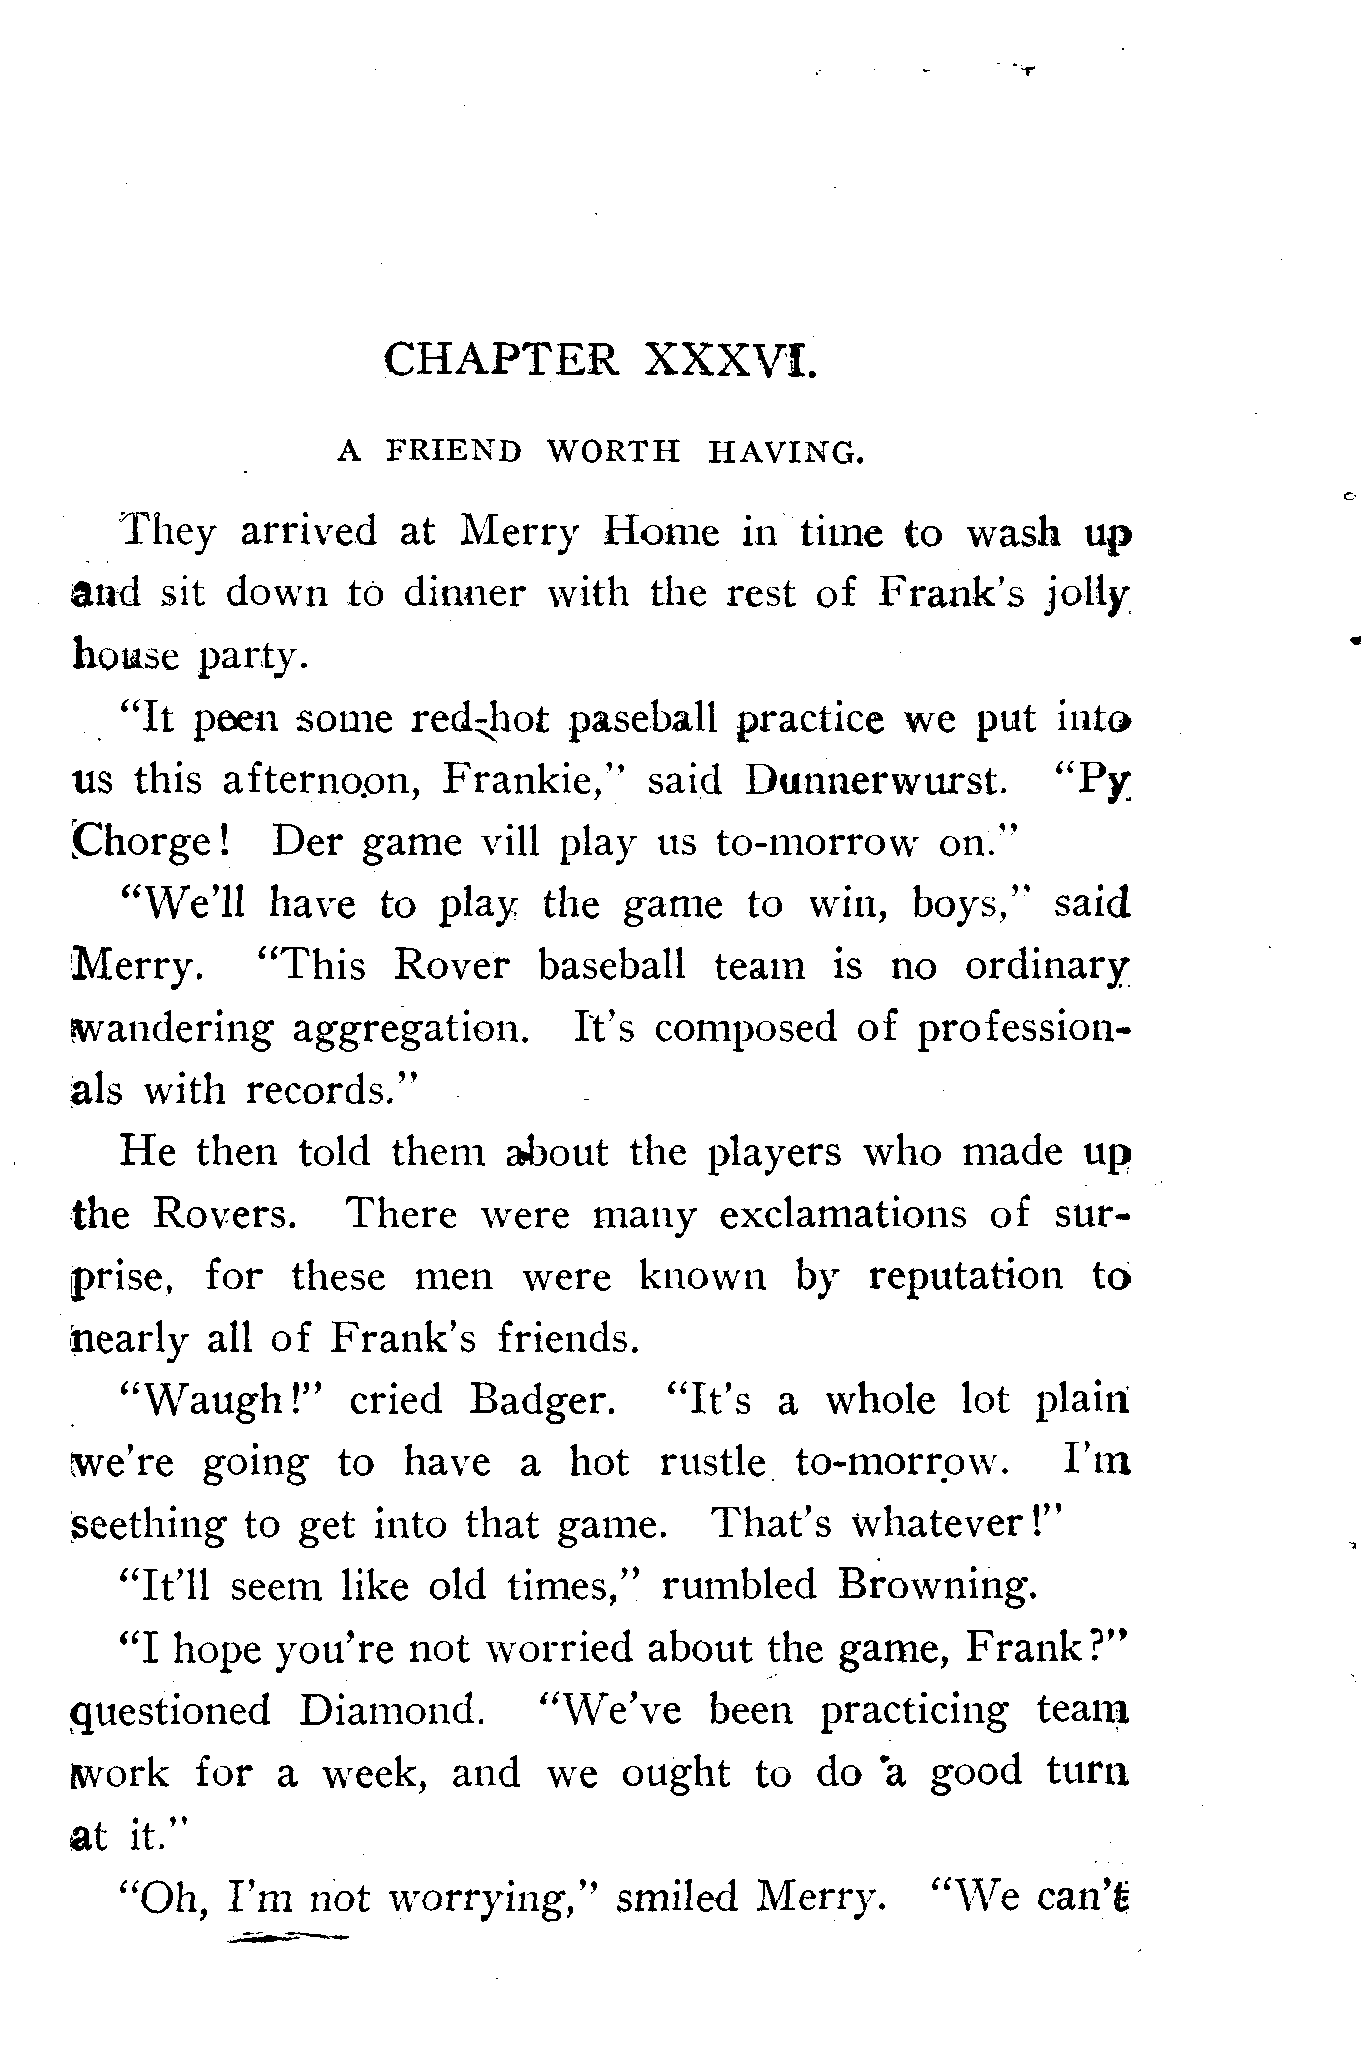 CHAPTER XXXVI.
A FRIEND WORTH HAVING.
They arrived at Merry Home in time to wash up
and sit down to dinner with the rest of Frank's jolly
house party.
“It peen some red-hot paseball practice we put into
us this afternoon, Frankie,” said Dunnerwurst. “Py
Chorge! Der game vill play us to-morrow on.”
“We'll have to play the game to win, boys,” said
Merry. “This Rover baseball team is no ordinary
wandering aggregation. It's composed of profession-
als with records.”
He then told them about the players who made up
the Rovers. There were many exclamations of sur-
prise, for these men were known by reputation to
nearly all of Frank's friends.
“Waugh!” cried Badger. “It's a whole lot plain
we're going to have a hot rustle to-morrow. I'm
seething to get into that game. That's whatever!”
“It'll seem like old times,” rumbled Browning.
“I hope you're not worried about the game, Frank?”
questioned Diamond. “We've been practicing team
work for a week, and we ought to do a good turn
at it.”
“Oh, I'm not worrying,” smiled Merry. “We can't